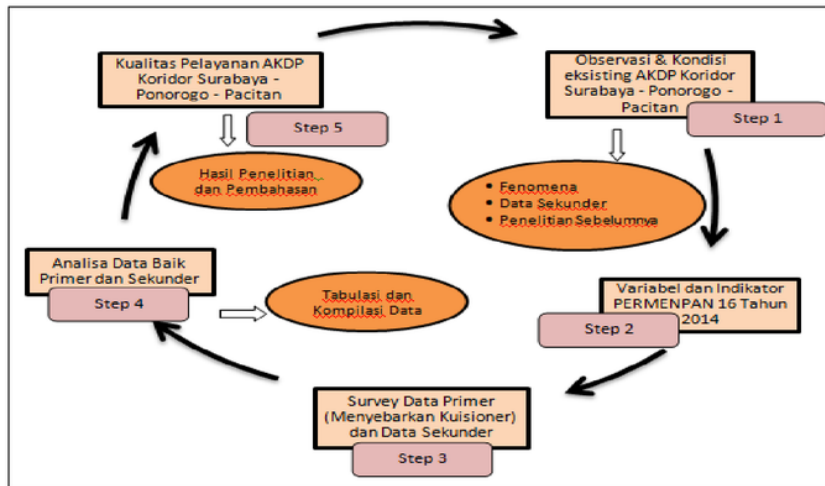 Kualitas Pelayanan AKDP
Koridor Surabaya -
Ponorogo - Pacitan
Step 5
Hasil Penelitian
dan Pembahasan
Observasi & Kondisi
eksisting AKDP Koridor
Surabaya - Ponorogo -
Pacitan
Step 1
• Fenomena
• Data Sekunder
• Penelitian Sebelumnya
Variabel dan Indikator
PERMENPAN 16 Tahun
2014
Step 2
Survey Data Primer
(Menyebarkan Kuisioner)
dan Data Sekunder
Step 3
Analisa Data Baik
Primer dan Sekunder
Step 4
Tabulasi dan
Kompilasi Data